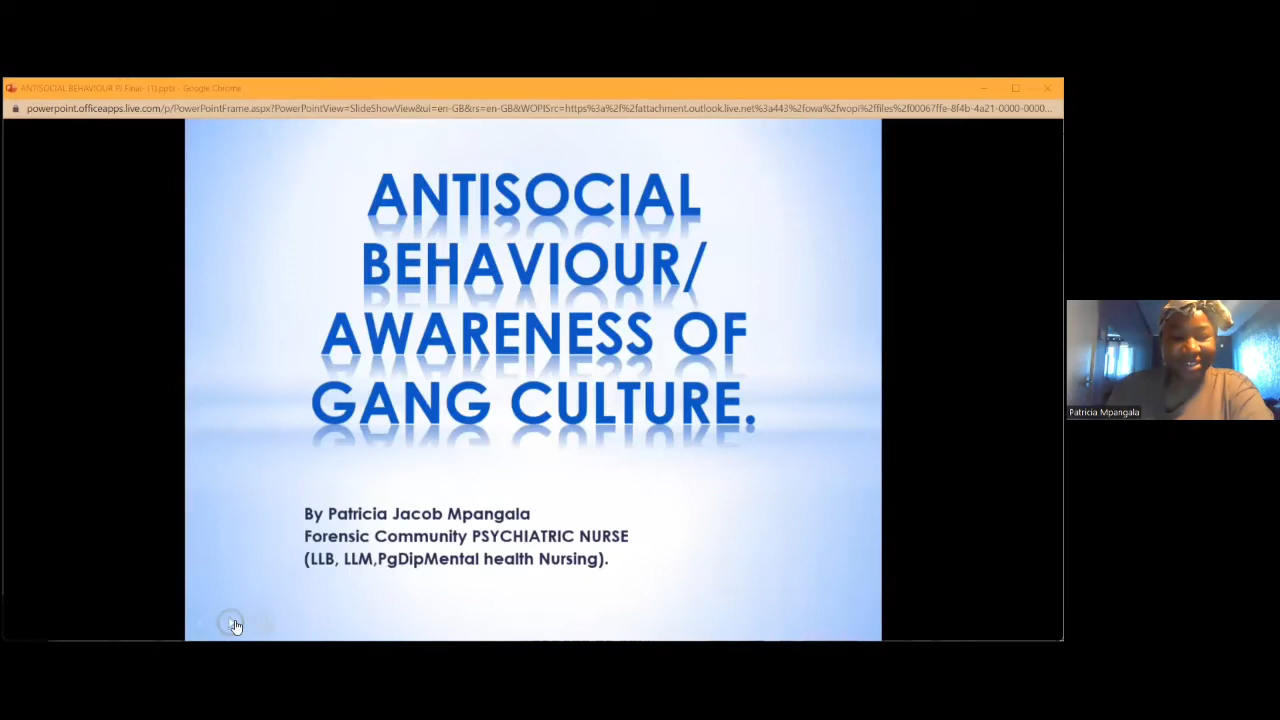 ANTISOCIAL BEHAVIOUR PJ Final- (1).pptx - Google Chrome
powerpoint.officeapps.live.com/p/PowerPointFrame.aspx?PowerPointView=SlideShowView&ui=en-GB&rs=en-GB&WOPISrc=https%3a%2f%2fattachment.outlook.live.net%3a443%2fowa%2fwopi%2ffiles%2f00067ffe-8f4b-4a21-0000-0000...
ANTISOCIAL
BEHAVIOUR/
AWARENESS OF
GANG CULTURE.
By Patricia Jacob Mpangala
Forensic Community PSYCHIATRIC NURSE
(LLB, LLM,PgDipMental health Nursing).
Patricia Mpangala